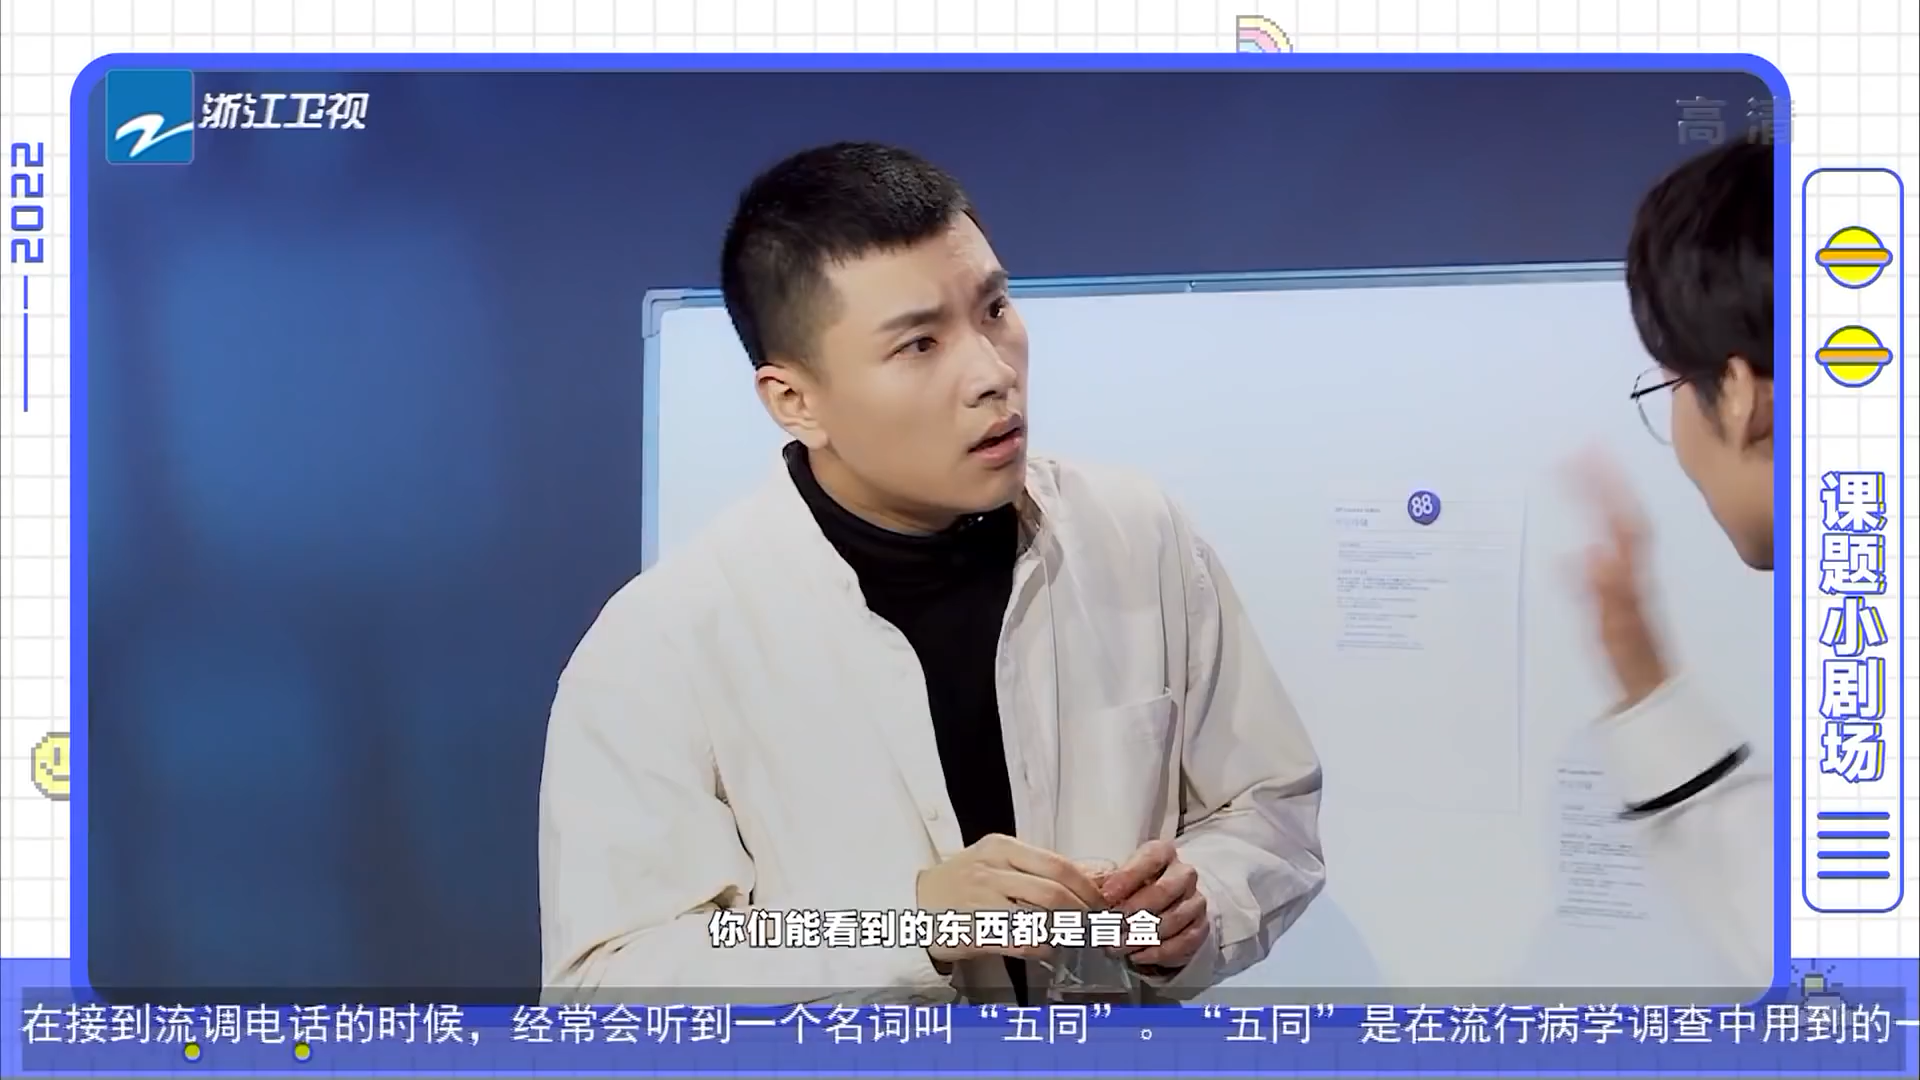 浙江卫视
高清
2022
88
课题小剧场
你们能看到的东西都是盲盒
在接到流调电话的时候，经常会听到一个名词叫“五同”。“五同”是在流行病学调查中用到的一